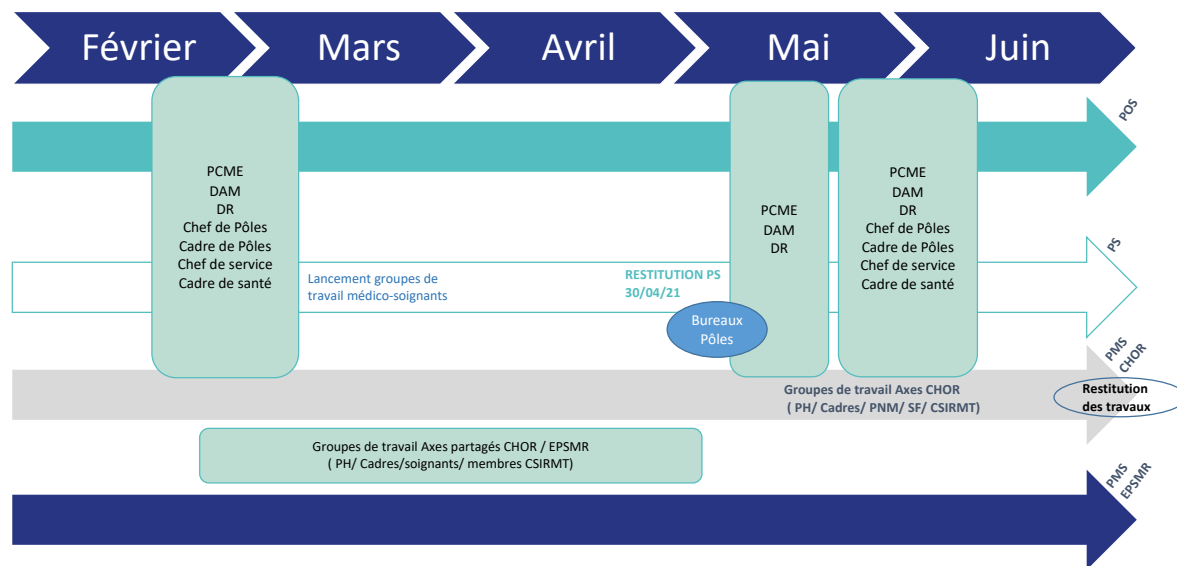 Février
Mars
Avril
Mai
Juin
POS
PCME
DAM
DR
Chef de Pôles
Cadre de Pôles
Chef de service
Cadre de santé
PCME
DAM
DR
PCME
DAM
DR
Chef de Pôles
Cadre de Pôles
Chef de service
Cadre de santé
PS
Lancement groupes de
travail médico-soignants
RESTITUTION PS
30/04/21
Bureaux
Pôles
PMS
CHOR
Groupes de travail Axes CHOR
( PH/ Cadres/ PNM/ SF/ CSIRMT)
Restitution
des travaux
Groupes de travail Axes partagés CHOR / EPSMR
( PH/ Cadres/soignants/ membres CSIRMT)
PMS
EPSMR